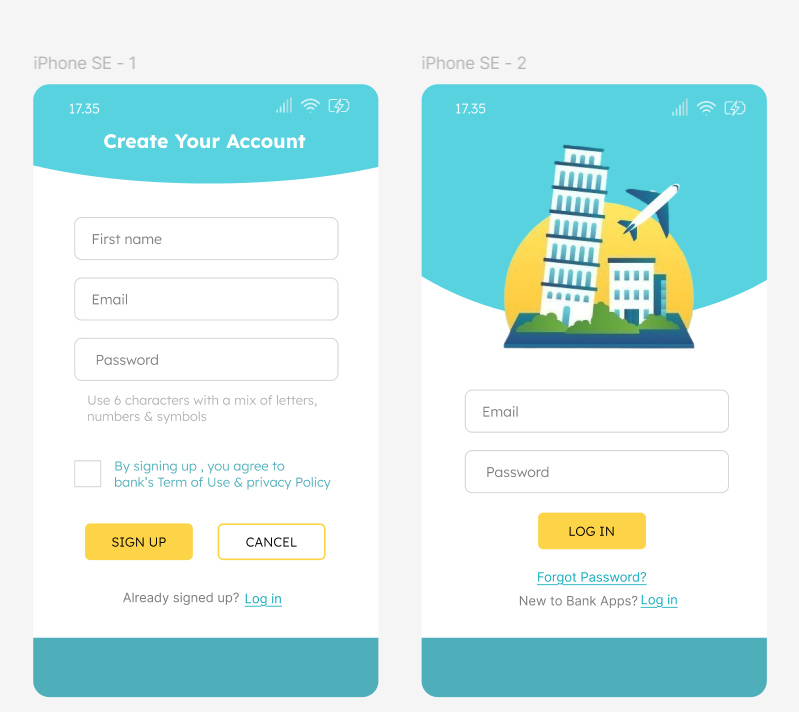 iPhone SE - 1
17.35
Create Your Account
First name
Email
Password
Use 6 characters with a mix of letters,
numbers & symbols
By signing up , you agree to
bank's Term of Use & privacy Policy
SIGN UP
CANCEL
Already signed up? Log in
iPhone SE - 2
17.35
Email
Password
LOG IN
Forgot Password?
New to Bank Apps? Log in